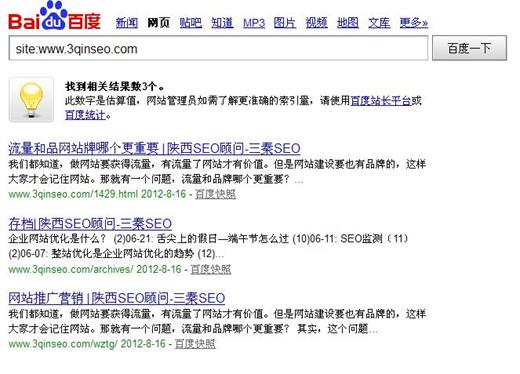 Bai du 百度 新闻 网页 贴吧 知道 MP3 图片 视频 地图 文库 更多»
site:www.3qinseo.com 百度一下
找到相关结果数3个。
此数字是估算值，网站管理员如需了解更准确的索引量，请使用百度站长平台或
百度统计。
流量和品网站牌哪个更重要 | 陕西SEO顾问-三秦SEO
我们都知道，做网站要获得流量，有流量了网站才有价值。但是网站建设要也有品牌的，这样
大家才会记住网站。那就有一个问题，流量和品牌哪个更重要？...
www.3qinseo.com/1429.html 2012-8-16 - 百度快照
存档| 陕西SEO顾问-三秦SEO
企业网站优化是什么？ (2)06-21: 舌尖上的假日—端午节怎么过 (10)06-11: SEO监测（11）
(2)06-07: 整站优化是企业网站优化的趋势 (12)...
www.3qinseo.com/archives/ 2012-8-16 - 百度快照
网站推广营销 | 陕西SEO顾问-三秦SEO
我们都知道，做网站要获得流量，有流量了网站才有价值。但是网站建设要也有品牌的，这样
大家才会记住网站。那就有一个问题，流量和品牌哪个更重要？ 其实，这个问题...
www.3qinseo.com/wztg/ 2012-8-16 - 百度快照